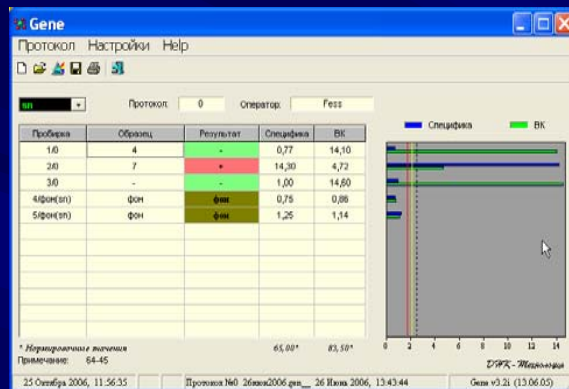 Gene
Протокол Настройки Help
sn Протокол: 0 Оператор: Fess
Пробирка Образец Результат Специфика ВК
1/0 4 - 0,77 14,10
2/0 7 + 14,30 4,72
3/0 - - 1,00 14,60
4/фон(sn) фон фон 0,75 0,86
5/фон(sn) фон фон 1,25 1,14
Специфика ВК
0 2 4 6 8 10 12 14
* Нормировочные значения 65,00* 83,50*
Примечание: 64-45
ДНК-Технология
25 Октября 2006, 11:56:35 Протокол №0 26июн2006.gen__ 26 Июня 2006, 13:43:44 Gene v3.2i (13.06.05)